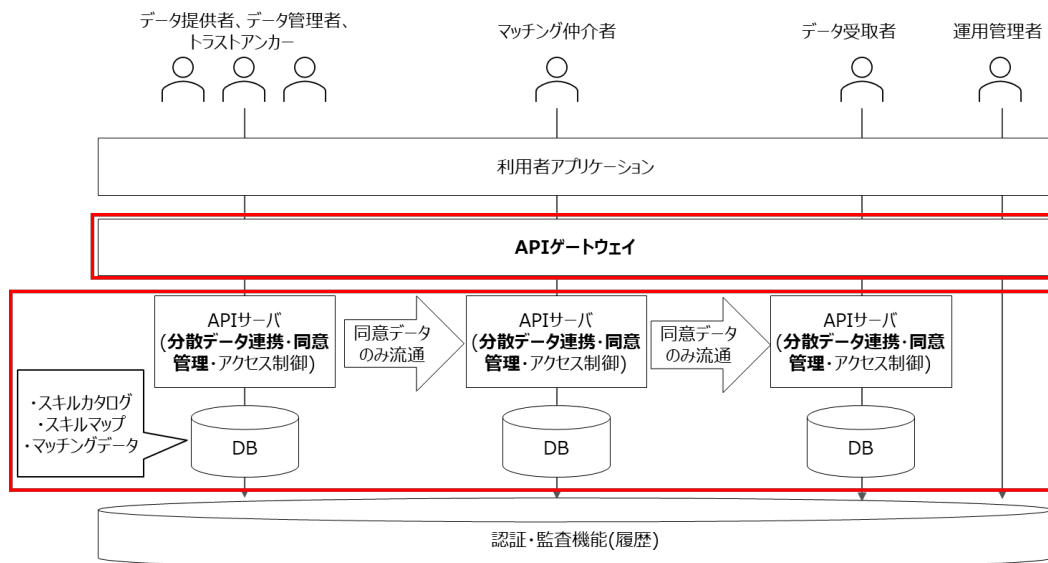 データ提供者、データ管理者、
トラストアンカー
マッチング仲介者
データ受取者
運用管理者
利用者アプリケーション
APIゲートウェイ
APIサーバ
(分散データ連携・同意
管理・アクセス制御)
同意データ
のみ流通
APIサーバ
(分散データ連携・同意
管理・アクセス制御)
同意データ
のみ流通
APIサーバ
(分散データ連携・同意
管理・アクセス制御)
・スキルカタログ
・スキルマップ
・マッチングデータ
DB
DB
DB
認証・監査機能(履歴)